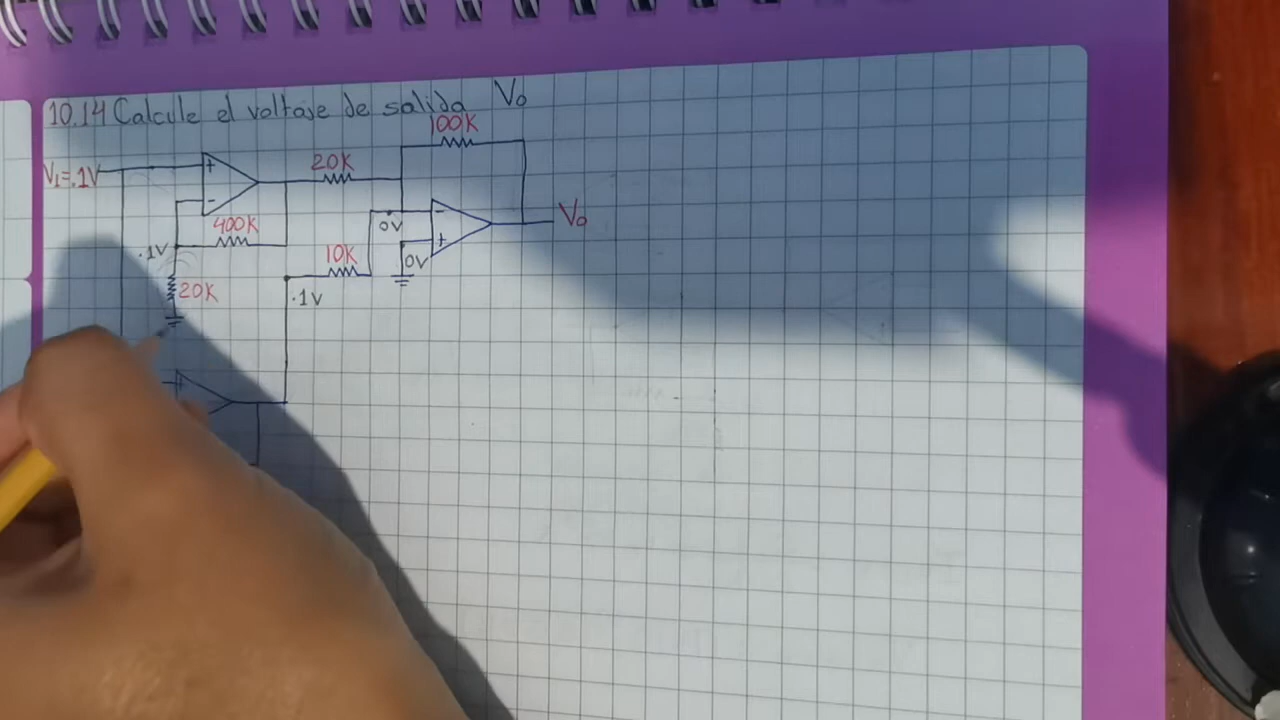 10.14 Calcule el voltaje de salida Vo
100K
V1=.1V
+
20K
-
400K
-
Vo
0V
.1V
10K
+
0V
20K
.1V
+